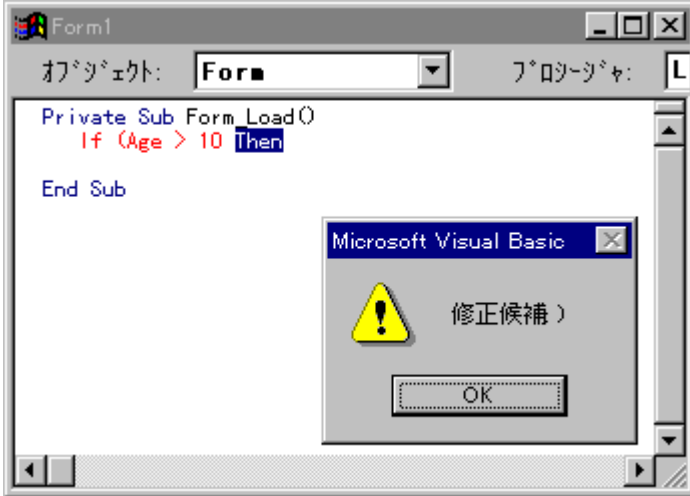 Form1
ｵﾌﾞｼﾞｪｸﾄ: Form ﾌﾟﾛｼｰｼﾞｬ: L
Private Sub Form_Load()
If (Age > 10 Then
End Sub
Microsoft Visual Basic
修正候補 )
OK